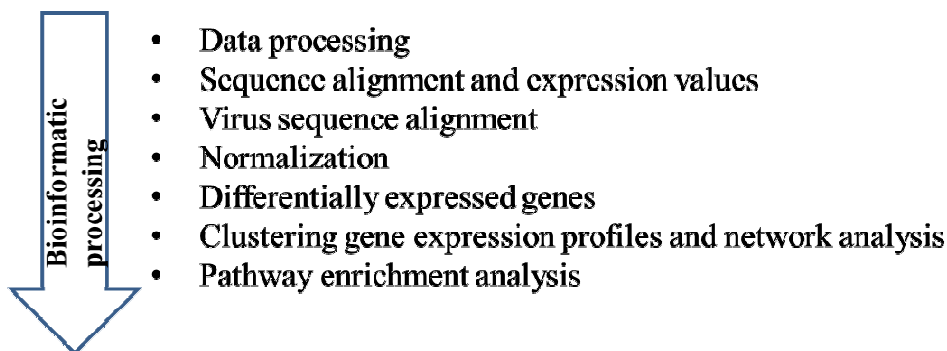 Bioinformatic
processing
• Data processing
• Sequence alignment and expression values
• Virus sequence alignment
• Normalization
• Differentially expressed genes
• Clustering gene expression profiles and network analysis
• Pathway enrichment analysis